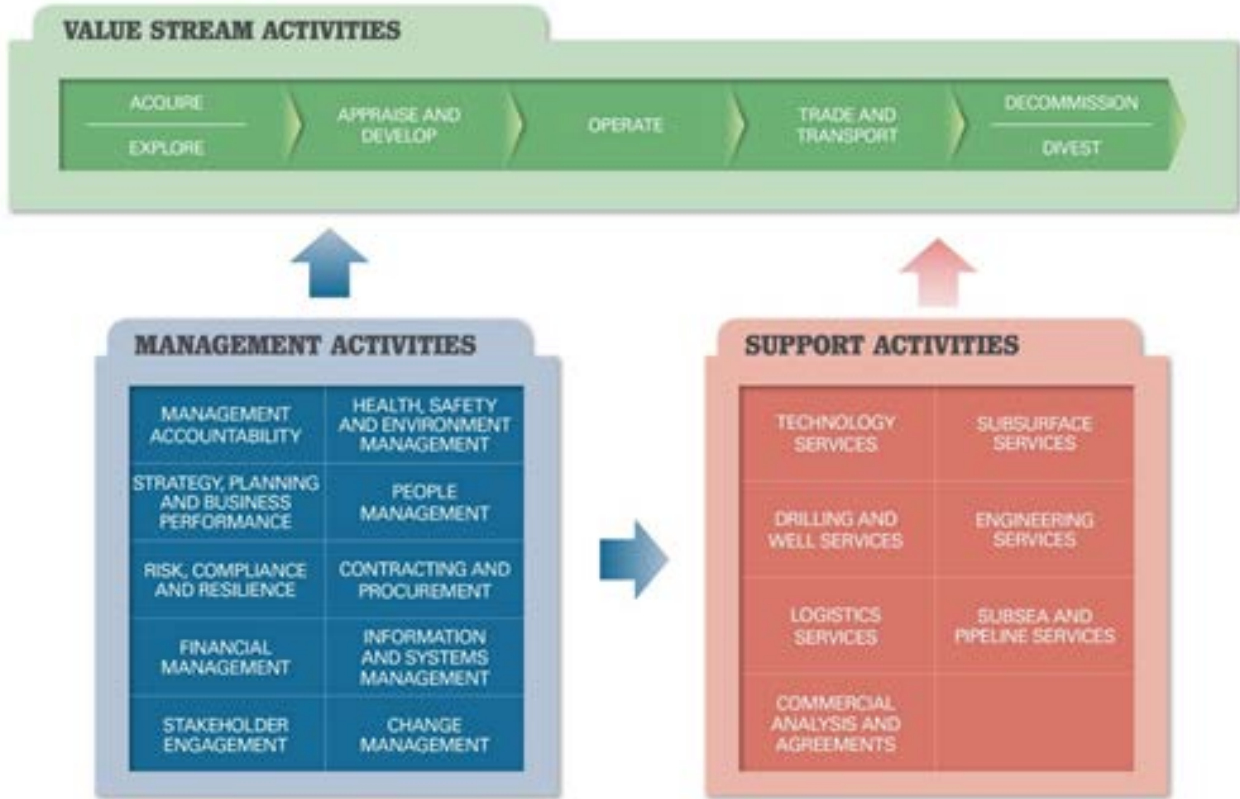 VALUE STREAM ACTIVITIES
ACQUIRE
EXPLORE
APPRAISE AND
DEVELOP
OPERATE
TRADE AND
TRANSPORT
DECOMMISSION
DIVEST
MANAGEMENT ACTIVITIES
MANAGEMENT
ACCOUNTABILITY
HEALTH, SAFETY
AND ENVIRONMENT
MANAGEMENT
STRATEGY, PLANNING
AND BUSINESS
PERFORMANCE
PEOPLE
MANAGEMENT
RISK, COMPLIANCE
AND RESILIENCE
CONTRACTING AND
PROCUREMENT
FINANCIAL
MANAGEMENT
INFORMATION
AND SYSTEMS
MANAGEMENT
STAKEHOLDER
ENGAGEMENT
CHANGE
MANAGEMENT
SUPPORT ACTIVITIES
TECHNOLOGY
SERVICES
SUBSURFACE
SERVICES
DRILLING AND
WELL SERVICES
ENGINEERING
SERVICES
LOGISTICS
SERVICES
SUBSEA AND
PIPELINE SERVICES
COMMERCIAL
ANALYSIS AND
AGREEMENTS